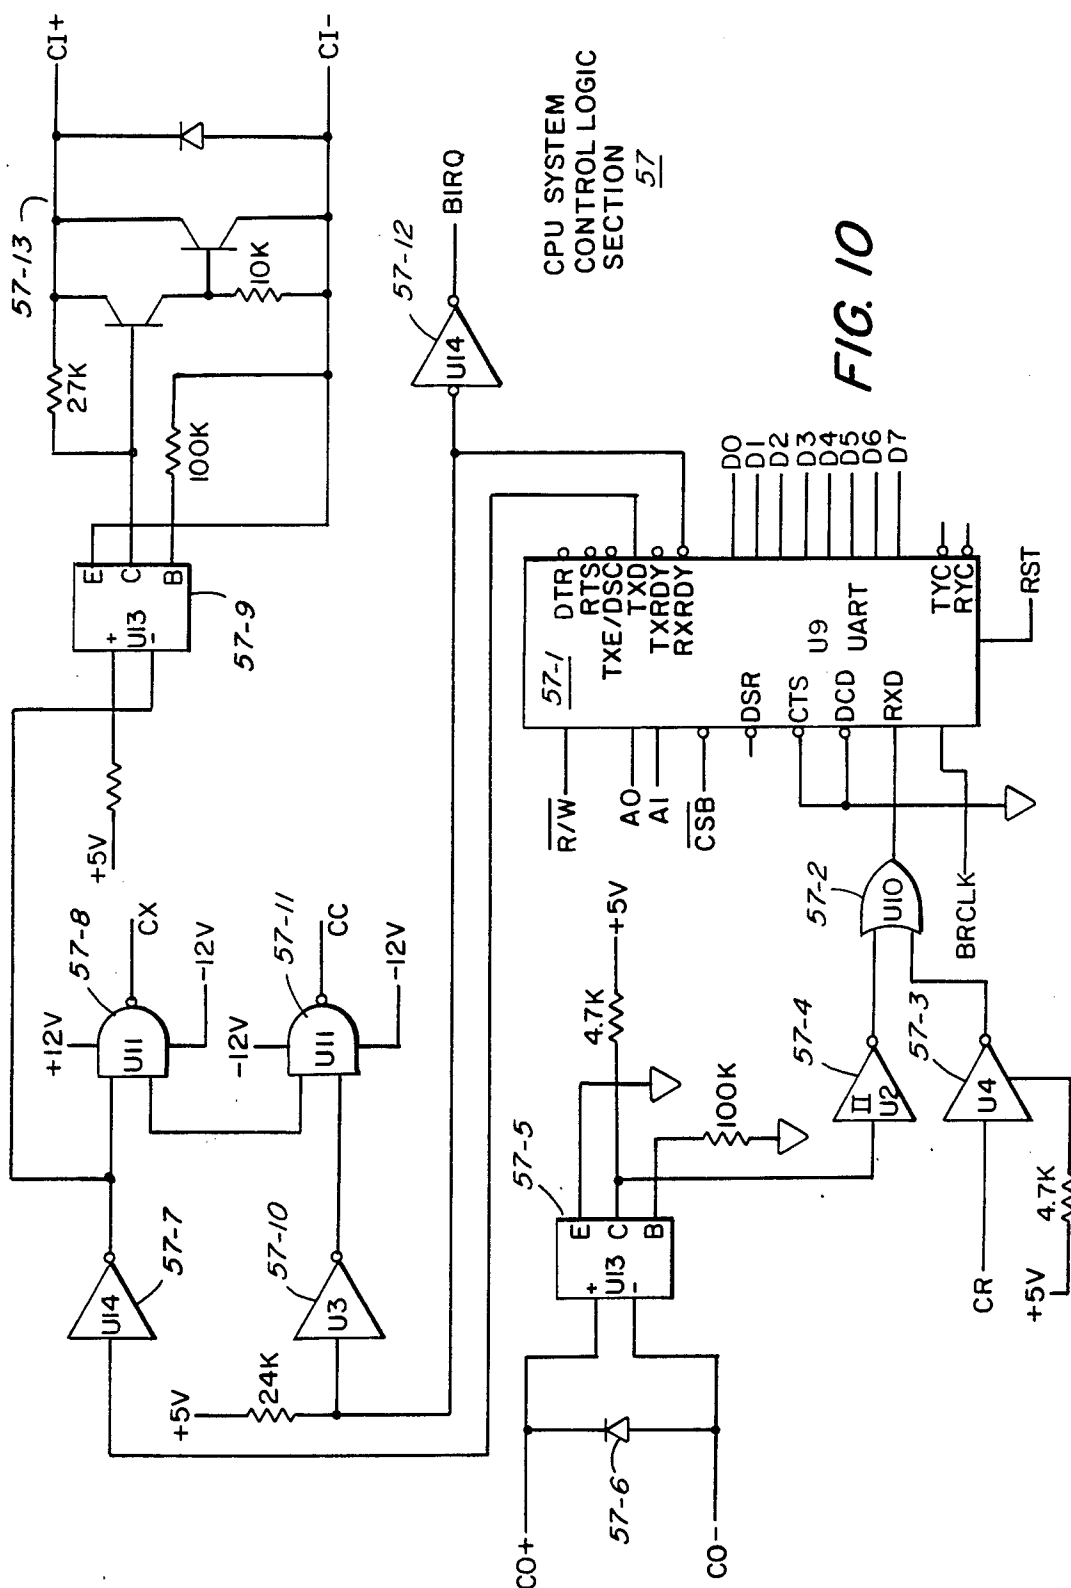 CI+
CI-
57-13
27K
10K
100K
E
C
B
+
U13
-
57-9
+5V
57-8
CX
+12V
U11
-12V
57-11
CC
-12V
U11
-12V
57-7
U14
57-10
U3
+5V
24K
57-12
U14
BIRQ
CPU SYSTEM
CONTROL LOGIC
SECTION
57
57-1
DTR
RTS
TXE/DSC
TXD
TXRDY
RXRDY
D0
D1
D2
D3
D4
D5
D6
D7
U9
UART
TYC
RYC
RST
R/W
A0
A1
CSB
DSR
CTS
DCD
RXD
BRCLK
57-2
U10
57-4
II
U2
57-3
U4
CR
+5V
4.7K
+5V
4.7K
100K
57-5
E
C
B
+
U13
-
57-6
CO+
CO-
FIG. 10